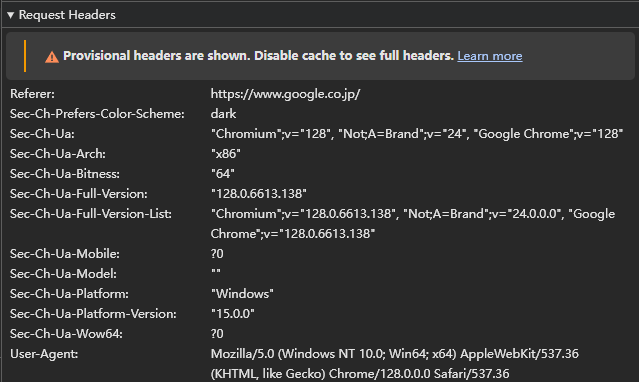 Request Headers
Provisional headers are shown. Disable cache to see full headers. Learn more
Referer: https://www.google.co.jp/
Sec-Ch-Prefers-Color-Scheme: dark
Sec-Ch-Ua: "Chromium";v="128", "Not;A=Brand";v="24", "Google Chrome";v="128"
Sec-Ch-Ua-Arch: "x86"
Sec-Ch-Ua-Bitness: "64"
Sec-Ch-Ua-Full-Version: "128.0.6613.138"
Sec-Ch-Ua-Full-Version-List: "Chromium";v="128.0.6613.138", "Not;A=Brand";v="24.0.0.0", "Google
Chrome";v="128.0.6613.138"
Sec-Ch-Ua-Mobile: ?0
Sec-Ch-Ua-Model: ""
Sec-Ch-Ua-Platform: "Windows"
Sec-Ch-Ua-Platform-Version: "15.0.0"
Sec-Ch-Ua-Wow64: ?0
User-Agent: Mozilla/5.0 (Windows NT 10.0; Win64; x64) AppleWebKit/537.36
(KHTML, like Gecko) Chrome/128.0.0.0 Safari/537.36